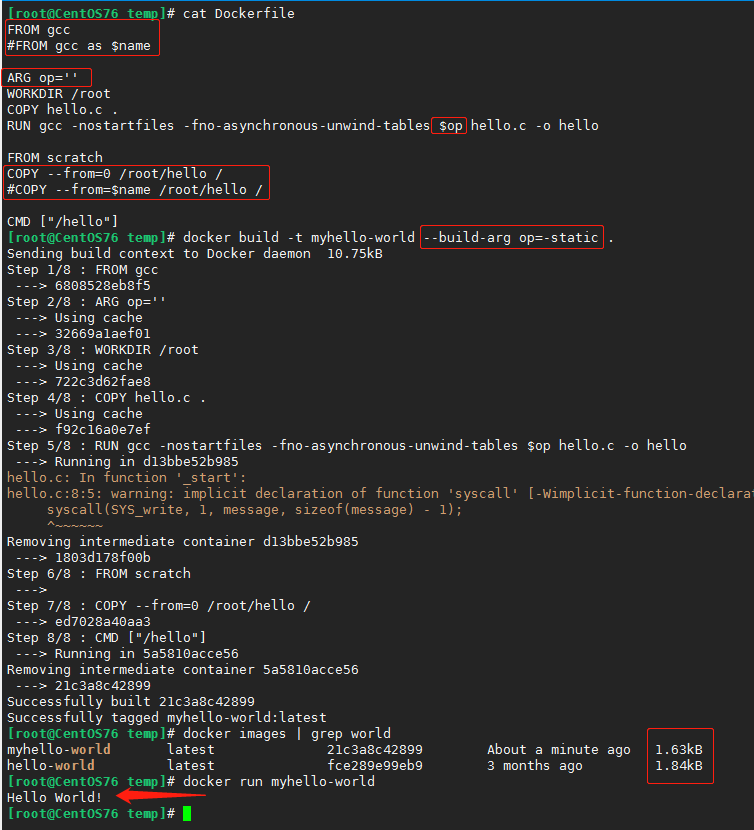 [root@CentOS76 temp]# cat Dockerfile
FROM gcc
#FROM gcc as $name
ARG op=''
WORKDIR /root
COPY hello.c .
RUN gcc -nostartfiles -fno-asynchronous-unwind-tables $op hello.c -o hello
FROM scratch
COPY --from=0 /root/hello /
#COPY --from=$name /root/hello /
CMD ["/hello"]
[root@CentOS76 temp]# docker build -t myhello-world --build-arg op=-static .
Sending build context to Docker daemon  10.75kB
Step 1/8 : FROM gcc
 ---> 6808528eb8f5
Step 2/8 : ARG op=''
 ---> Using cache
 ---> 32669a1aef01
Step 3/8 : WORKDIR /root
 ---> Using cache
 ---> 722c3d62fae8
Step 4/8 : COPY hello.c .
 ---> Using cache
 ---> f92c16a0e7ef
Step 5/8 : RUN gcc -nostartfiles -fno-asynchronous-unwind-tables $op hello.c -o hello
 ---> Running in d13bbe52b985
hello.c: In function '_start':
hello.c:8:5: warning: implicit declaration of function 'syscall' [-Wimplicit-function-declarat
     syscall(SYS_write, 1, message, sizeof(message) - 1);
     ^~~~~~~
Removing intermediate container d13bbe52b985
 ---> 1803d178f00b
Step 6/8 : FROM scratch
 --->
Step 7/8 : COPY --from=0 /root/hello /
 ---> ed7028a40aa3
Step 8/8 : CMD ["/hello"]
 ---> Running in 5a5810acce56
Removing intermediate container 5a5810acce56
 ---> 21c3a8c42899
Successfully built 21c3a8c42899
Successfully tagged myhello-world:latest
[root@CentOS76 temp]# docker images | grep world
myhello-world       latest              21c3a8c42899        About a minute ago   1.63kB
hello-world         latest              fce289e99eb9        3 months ago         1.84kB
[root@CentOS76 temp]# docker run myhello-world
Hello World!
[root@CentOS76 temp]#